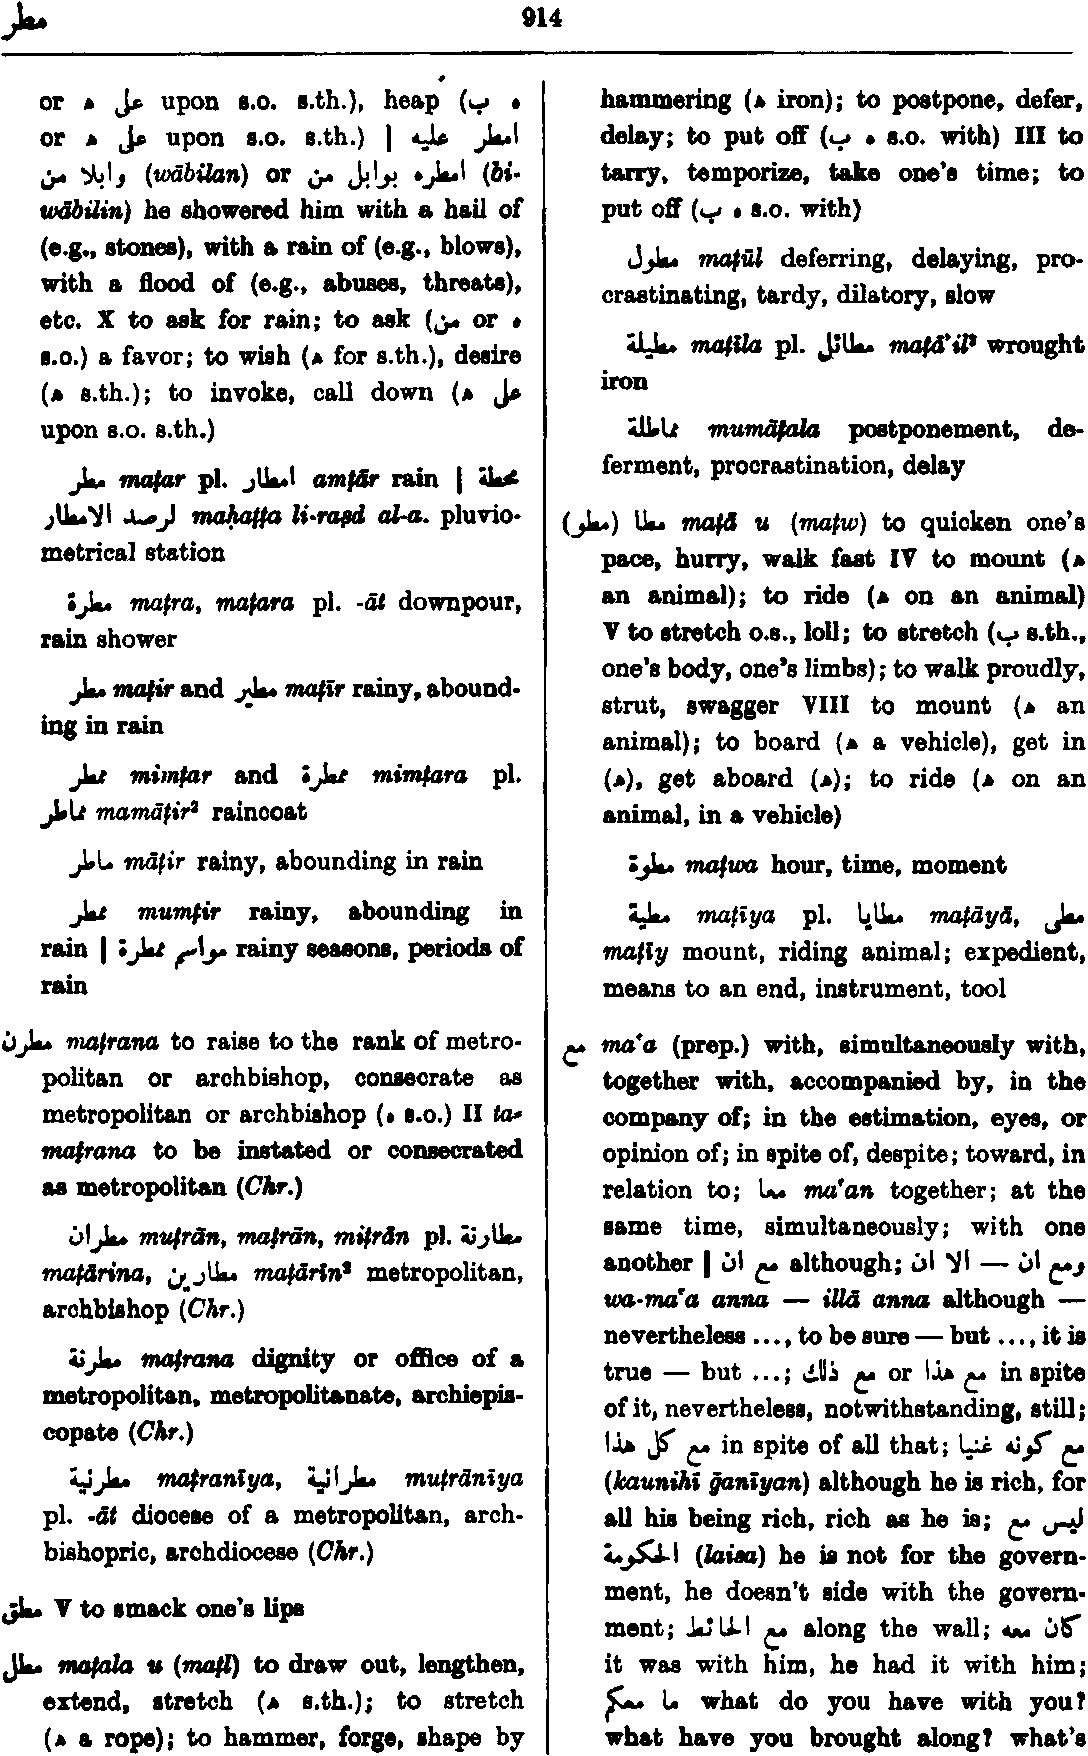 مطر
914
or ه على upon s.o. s.th.), heap (ب ه
or ه على upon s.o. s.th.) | امطر عليه
وابلا من (wābilan) or امطره بوابل من (bi-
wābilin) he showered him with a hail of
(e.g., stones), with a rain of (e.g., blows),
with a flood of (e.g., abuses, threats),
etc. X to ask for rain; to ask (من or ه
s.o.) a favor; to wish (ه for s.th.), desire
(ه s.th.); to invoke, call down (ه على
upon s.o. s.th.)
مطر maṭar pl. امطار amṭār rain | محطة
لرصد الامطار maḥaṭṭa li-raṣd al-a. pluvio-
metrical station
مطرة maṭra, maṭara pl. -āt downpour,
rain shower
مطر maṭir and مطير maṭīr rainy, abound-
ing in rain
ممطر mimṭar and ممطرة mimṭara pl.
مماطر mamāṭir² raincoat
ماطر māṭir rainy, abounding in rain
ممطر mumṭir rainy, abounding in
rain | مواسم ممطرة rainy seasons, periods of
rain
مطرن maṭrana to raise to the rank of metro-
politan or archbishop, consecrate as
metropolitan or archbishop (ه s.o.) II ta-
maṭrana to be instated or consecrated
as metropolitan (Chr.)
مطران muṭrān, maṭrān, miṭrān pl. مطارنة
maṭārina, مطارين maṭārīn² metropolitan,
archbishop (Chr.)
مطرنة maṭrana dignity or office of a
metropolitan, metropolitanate, archiepis-
copate (Chr.)
مطرنية maṭranīya, مطرانية muṭrānīya
pl. -āt diocese of a metropolitan, arch-
bishopric, archdiocese (Chr.)
مطق V to smack one's lips
مطل maṭala u (maṭl) to draw out, lengthen,
extend, stretch (ه s.th.); to stretch
(ه a rope); to hammer, forge, shape by
hammering (ه iron); to postpone, defer,
delay; to put off (ب ه s.o. with) III to
tarry, temporize, take one's time; to
put off (ب ه s.o. with)
مطول maṭūl deferring, delaying, pro-
crastinating, tardy, dilatory, slow
مطيلة maṭīla pl. مطائل maṭā'il² wrought
iron
مماطلة mumāṭala postponement, de-
ferment, procrastination, delay
(مطو) مطا maṭā u (maṭw) to quicken one's
pace, hurry, walk fast IV to mount (ه
an animal); to ride (ه on an animal)
V to stretch o.s., loll; to stretch (ب s.th.,
one's body, one's limbs); to walk proudly,
strut, swagger VIII to mount (ه an
animal); to board (ه a vehicle), get in
(ه), get aboard (ه); to ride (ه on an
animal, in a vehicle)
مطوة maṭwa hour, time, moment
مطية maṭīya pl. مطايا maṭāyā, مطى
maṭīy mount, riding animal; expedient,
means to an end, instrument, tool
مع ma‘a (prep.) with, simultaneously with,
together with, accompanied by, in the
company of; in the estimation, eyes, or
opinion of; in spite of, despite; toward, in
relation to; معا ma‘an together; at the
same time, simultaneously; with one
another | مع ان although; ومع ان — الا ان
wa-ma‘a anna — illā anna although —
nevertheless ..., to be sure — but ..., it is
true — but ...; مع ذلك or مع هذا in spite
of it, nevertheless, notwithstanding, still;
مع كل هذا in spite of all that; مع كونه غنيا
(kaunihī ḡanīyan) although he is rich, for
all his being rich, rich as he is; ليس مع
الحكومة (laisa) he is not for the govern-
ment, he doesn't side with the govern-
ment; مع الحائط along the wall; كان معه
it was with him, he had it with him;
ما معكم what do you have with you?
what have you brought along? what's